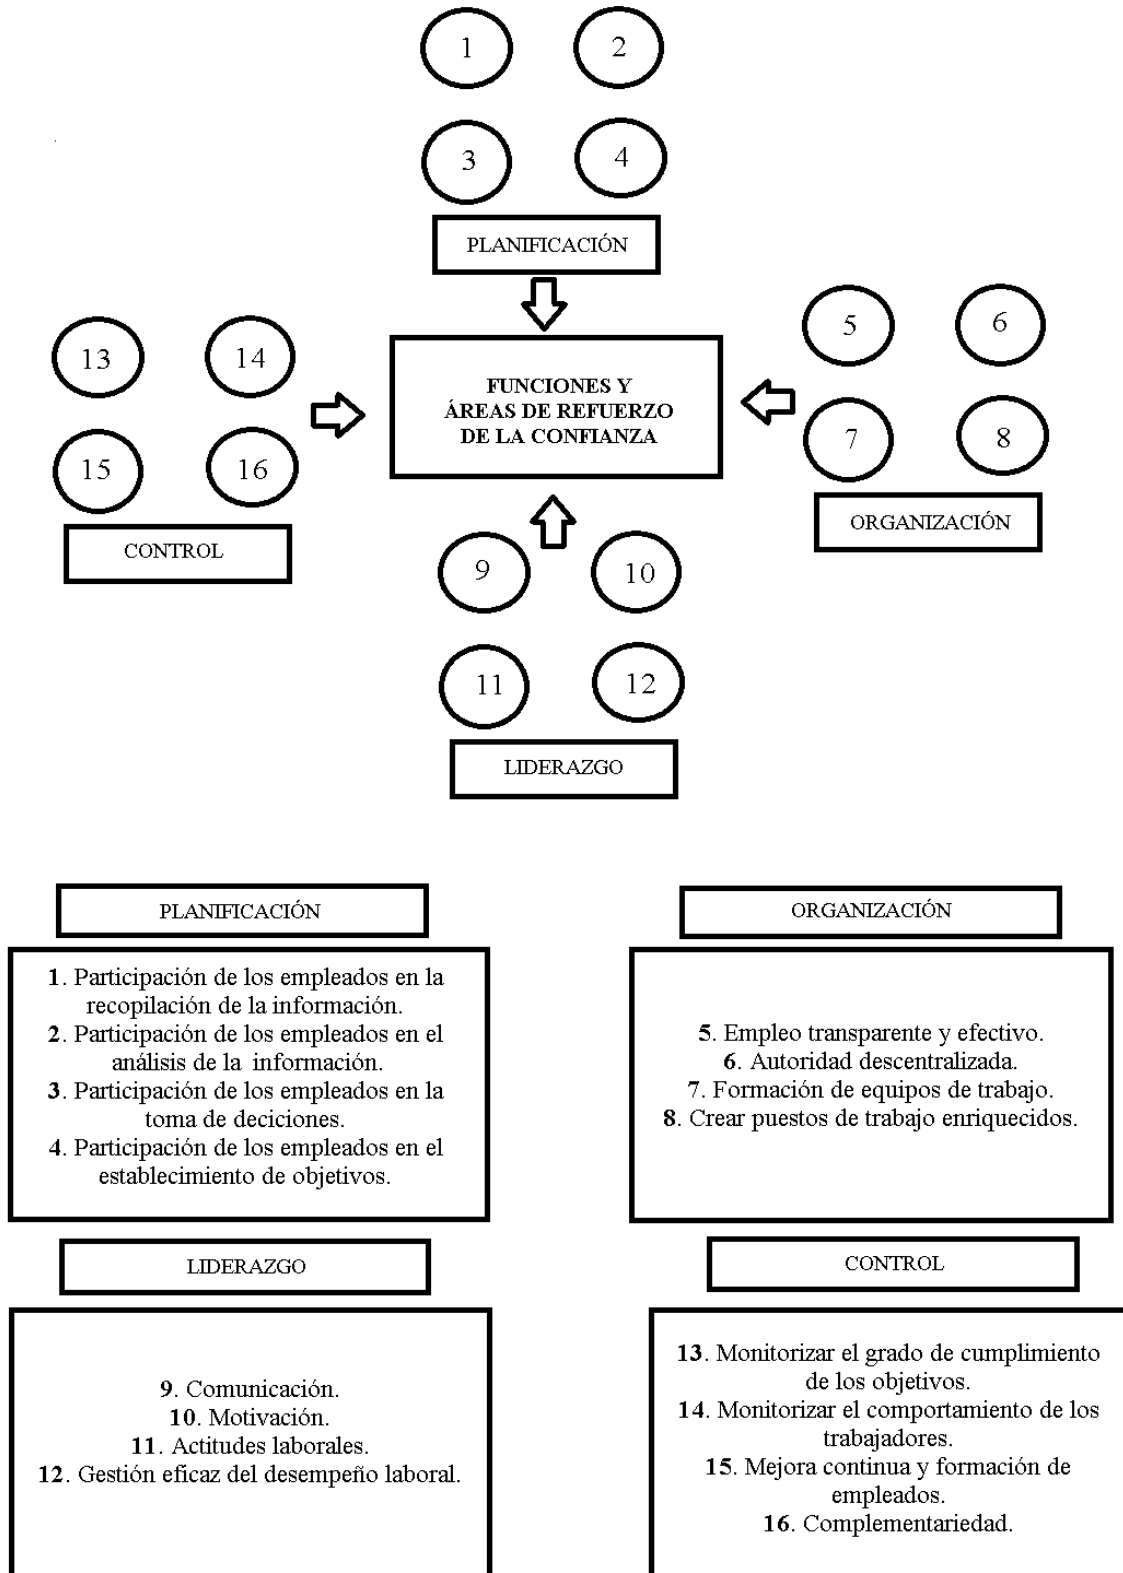 1
2
3
4
PLANIFICACIÓN
13
14
15
16
CONTROL
FUNCIONES Y
ÁREAS DE REFUERZO
DE LA CONFIANZA
5
6
7
8
ORGANIZACIÓN
9
10
11
12
LIDERAZGO
PLANIFICACIÓN
1. Participación de los empleados en la
recopilación de la información.
2. Participación de los empleados en el
análisis de la información.
3. Participación de los empleados en la
toma de deciciones.
4. Participación de los empleados en el
establecimiento de objetivos.
ORGANIZACIÓN
5. Empleo transparente y efectivo.
6. Autoridad descentralizada.
7. Formación de equipos de trabajo.
8. Crear puestos de trabajo enriquecidos.
LIDERAZGO
9. Comunicación.
10. Motivación.
11. Actitudes laborales.
12. Gestión eficaz del desempeño laboral.
CONTROL
13. Monitorizar el grado de cumplimiento
de los objetivos.
14. Monitorizar el comportamiento de los
trabajadores.
15. Mejora continua y formación de
empleados.
16. Complementariedad.